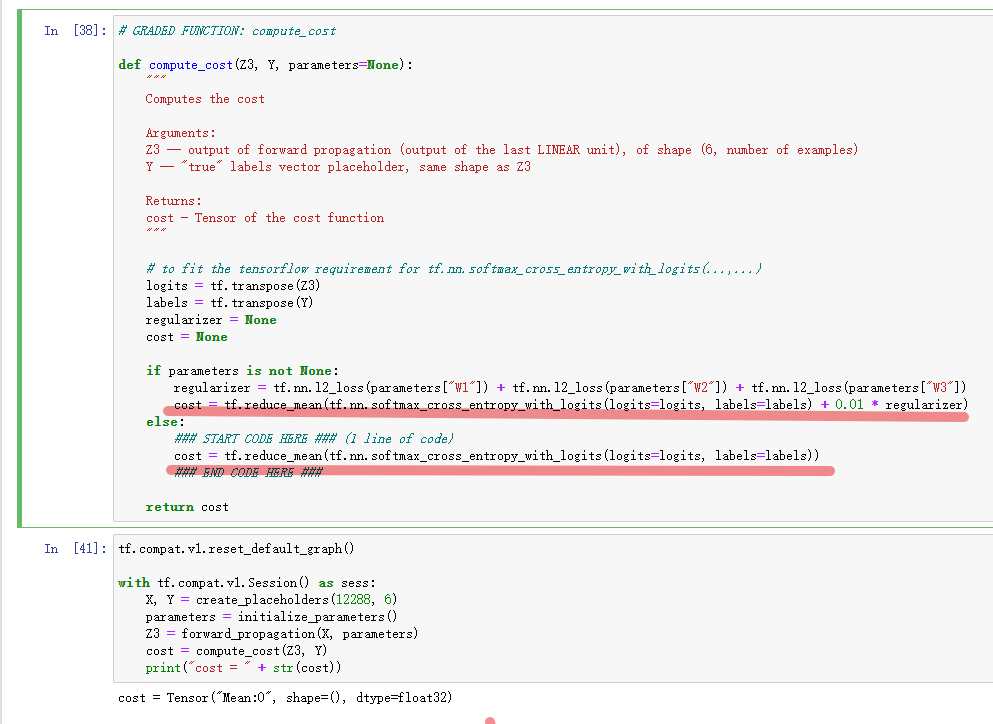 In [38]: # GRADED FUNCTION: compute_cost
def compute_cost(Z3, Y, parameters=None):
"""
Computes the cost
Arguments:
Z3 -- output of forward propagation (output of the last LINEAR unit), of shape (6, number of examples)
Y -- "true" labels vector placeholder, same shape as Z3
Returns:
cost - Tensor of the cost function
"""
# to fit the tensorflow requirement for tf.nn.softmax_cross_entropy_with_logits(...,...)
logits = tf.transpose(Z3)
labels = tf.transpose(Y)
regularizer = None
cost = None
if parameters is not None:
regularizer = tf.nn.l2_loss(parameters["W1"]) + tf.nn.l2_loss(parameters["W2"]) + tf.nn.l2_loss(parameters["W3"])
cost = tf.reduce_mean(tf.nn.softmax_cross_entropy_with_logits(logits=logits, labels=labels) + 0.01 * regularizer)
else:
### START CODE HERE ### (1 line of code)
cost = tf.reduce_mean(tf.nn.softmax_cross_entropy_with_logits(logits=logits, labels=labels))
### END CODE HERE ###
return cost
In [41]: tf.compat.v1.reset_default_graph()
with tf.compat.v1.Session() as sess:
X, Y = create_placeholders(12288, 6)
parameters = initialize_parameters()
Z3 = forward_propagation(X, parameters)
cost = compute_cost(Z3, Y)
print("cost = " + str(cost))
cost = Tensor("Mean:0", shape=(), dtype=float32)